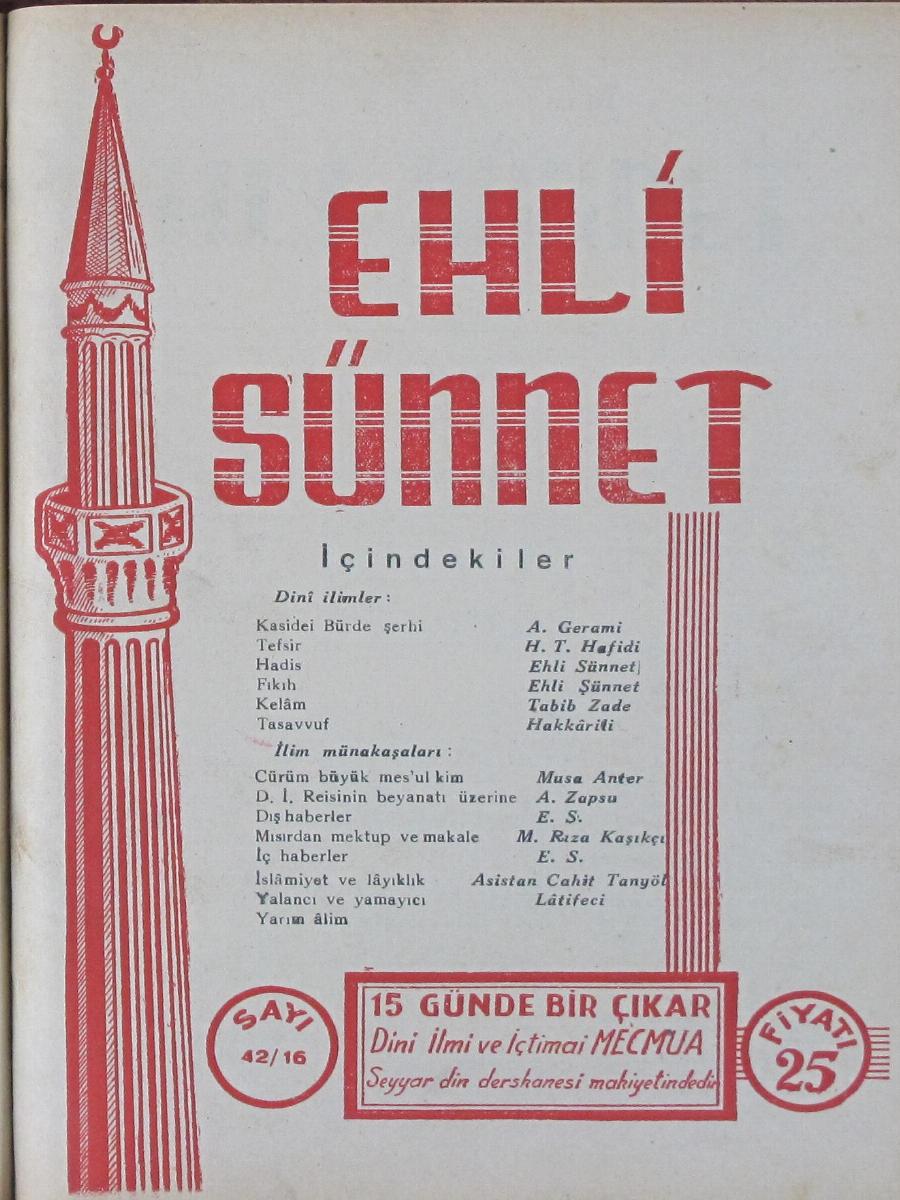 EHLİ
SÜNNET
İçindekiler
Dinî ilimler :
Kasidei Bürde şerhi A. Gerami
Tefsir H. T. Hafidi
Hadis Ehli Sünnet
Fıkıh Ehli Şünnet
Kelâm Tabib Zade
Tasavvuf Hakkârili
İlim münakaşaları :
Cürüm büyük mes'ul kim Musa Anter
D. İ. Reisinin beyanatı üzerine A. Zapsu
Dış haberler E. S.
Mısırdan mektup ve makale M. Rıza Kaşıkçı
İç haberler E. S.
İslâmiyet ve lâyıklik Asistan Cahit Tanyöl
Yalancı ve yamayıcı Lâtifeci
Yarım âlim
SAYI
42/16
15 GÜNDE BİR ÇIKAR
Dini İlmi ve İçtimai MECMUA
Seyyar din dershanesi mahiyetindedir
FİYATI
25